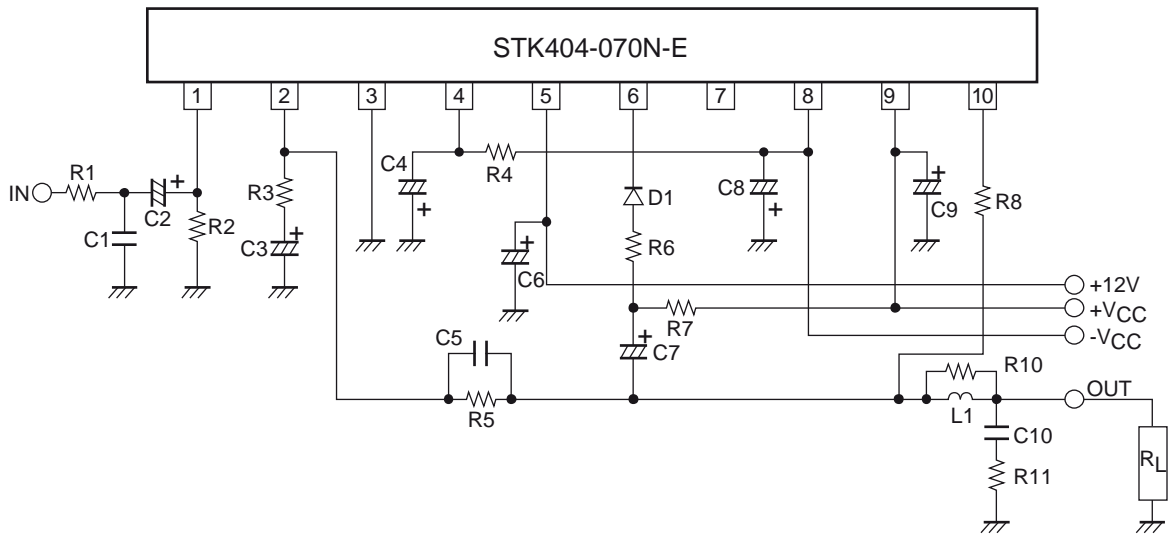 STK404-070N-E
1 2 3 4 5 6 7 8 9 10
R1
C4
R4
IN
+
R3
D1
C8
+
R8
C2
R2
+
+
C9
C1
C3
+
+
R6
C6
+12V
+
R7
+VCC
C5
C7
-VCC
R10
OUT
R5
L1
C10
RL
R11